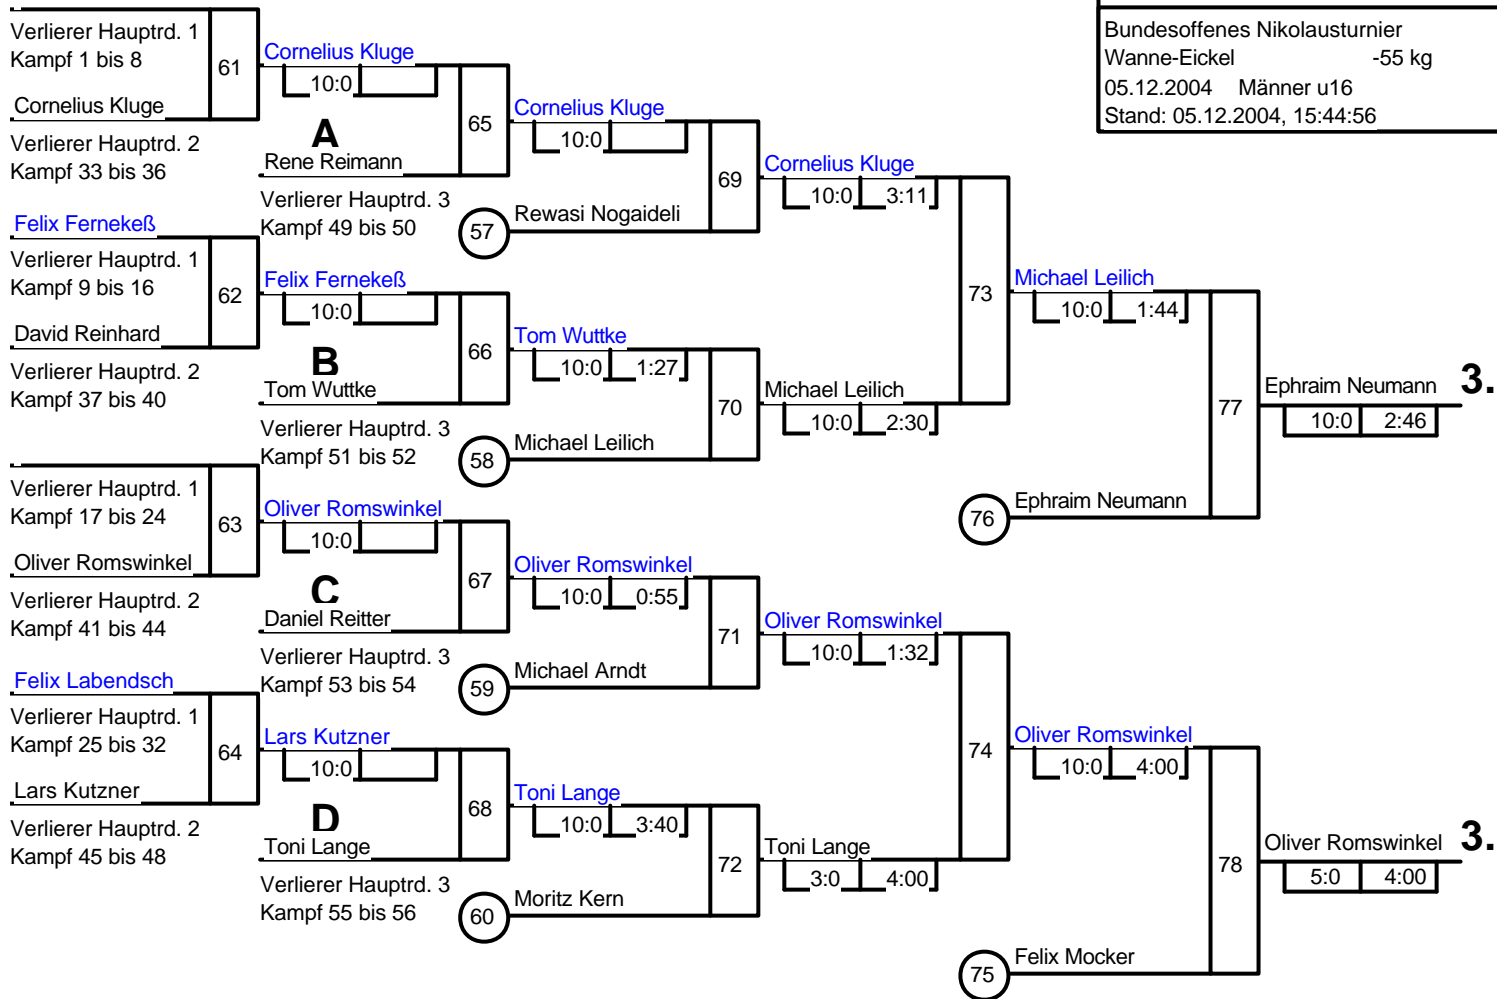 Bundesoffenes Nikolausturnier
Wanne-Eickel -55 kg
05.12.2004 Männer u16
Stand: 05.12.2004, 15:44:56
Verlierer Hauptrd. 1
Kampf 1 bis 8
61
Cornelius Kluge
Verlierer Hauptrd. 2
Kampf 33 bis 36
Felix Fernekeß
Verlierer Hauptrd. 1
Kampf 9 bis 16
62
David Reinhard
Verlierer Hauptrd. 2
Kampf 37 bis 40
Verlierer Hauptrd. 1
Kampf 17 bis 24
63
Oliver Romswinkel
Verlierer Hauptrd. 2
Kampf 41 bis 44
Felix Labendsch
Verlierer Hauptrd. 1
Kampf 25 bis 32
64
Lars Kutzner
Verlierer Hauptrd. 2
Kampf 45 bis 48
Cornelius Kluge
10:0
A
65
Rene Reimann
Verlierer Hauptrd. 3
Kampf 49 bis 50
Felix Fernekeß
10:0
B
66
Tom Wuttke
Verlierer Hauptrd. 3
Kampf 51 bis 52
Oliver Romswinkel
10:0
C
67
Daniel Reitter
Verlierer Hauptrd. 3
Kampf 53 bis 54
Lars Kutzner
10:0
D
68
Toni Lange
Verlierer Hauptrd. 3
Kampf 55 bis 56
Cornelius Kluge
10:0
69
57 Rewasi Nogaideli
Tom Wuttke
10:0 1:27
70
58 Michael Leilich
Oliver Romswinkel
10:0 0:55
71
59 Michael Arndt
Toni Lange
10:0 3:40
72
60 Moritz Kern
Cornelius Kluge
10:0 3:11
73
Michael Leilich
10:0 2:30
Oliver Romswinkel
10:0 1:32
74
Toni Lange
3:0 4:00
Michael Leilich
10:0 1:44
77
76 Ephraim Neumann
Oliver Romswinkel
10:0 4:00
78
75 Felix Mocker
Ephraim Neumann 3.
10:0 2:46
Oliver Romswinkel 3.
5:0 4:00